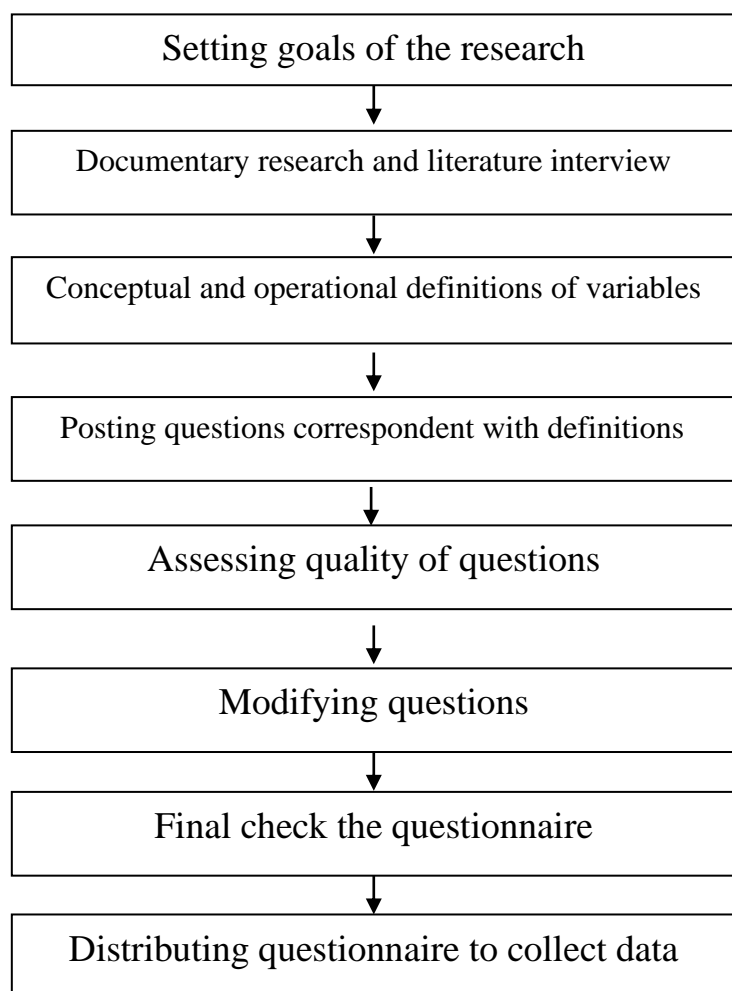 Setting goals of the research
Documentary research and literature interview
Conceptual and operational definitions of variables
Posting questions correspondent with definitions
Assessing quality of questions
Modifying questions
Final check the questionnaire
Distributing questionnaire to collect data